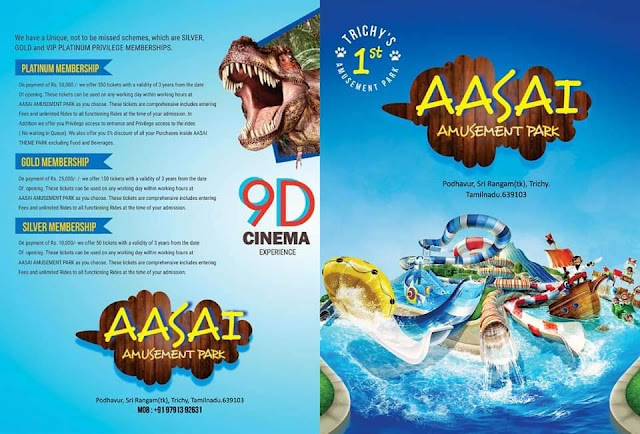 We have a Unique, not to be missed schemes, which are SILVER,
GOLD and VIP PLATINUM PRIVILEGE MEMBERSHIPS.
PLATINUM MEMBERSHIP
On payment of Rs. 50,000/- we offer 350 tickets with a validity of 3 years from the date
Of opening. These tickets can be used on any working day within working hours at
AASAI AMUSEMENT PARK as you choose. These tickets are comprehensive includes entering
Fees and unlimited Rides to all functioning Rides at the time of your admission. In
Addition we offer you Privilege access to entrance and Privilege access to the rides
( No waiting in Queue). We also offer you 5% discount of all your Purchases inside AASAI
THEME PARK excluding Food and Beverages.
GOLD MEMBERSHIP
On payment of Rs. 25,000/- /- we offer 150 tickets with a validity of 3 years from the date
Of opening. These tickets can be used on any working day within working hours at
AASAI AMUSEMENT PARK as you choose. These tickets are comprehensive includes entering
Fees and unlimited Rides to all functioning Rides at the time of your admission.
SILVER MEMBERSHIP
On payment of Rs. 10,000/- we offer 50 tickets with a validity of 3 years from the date
Of opening. These tickets can be used on any working day within working hours at
AASAI AMUSEMENT PARK as you choose. These tickets are comprehensive includes entering
Fees and unlimited Rides to all functioning Rides at the time of your admission.
9D
CINEMA
EXPERIENCE
AASAI
AMUSEMENT PARK
Podhavur, Sri Rangam(tk), Trichy, Tamilnadu.639103
MOB : +91 97913 92631
TRICHY'S
1st
AMUSEMENT PARK
AASAI
AMUSEMENT PARK
Podhavur, Sri Rangam(tk), Trichy.
Tamilnadu.639103